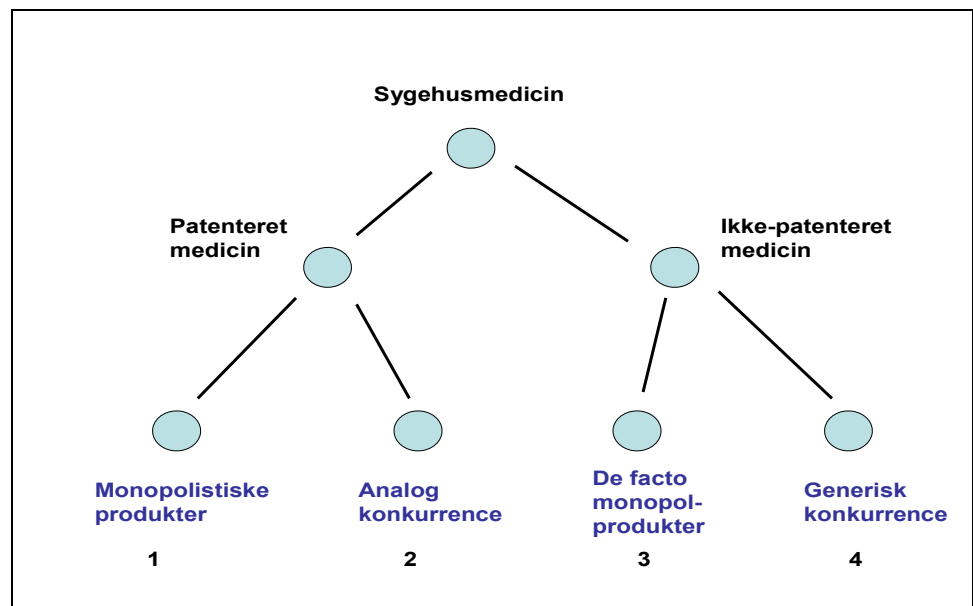 Sygehusmedicin
Patenteret
medicin
Ikke-patenteret
medicin
Monopolistiske
produkter
Analog
konkurrence
De facto
monopol-
produkter
Generisk
konkurrence
1
2
3
4